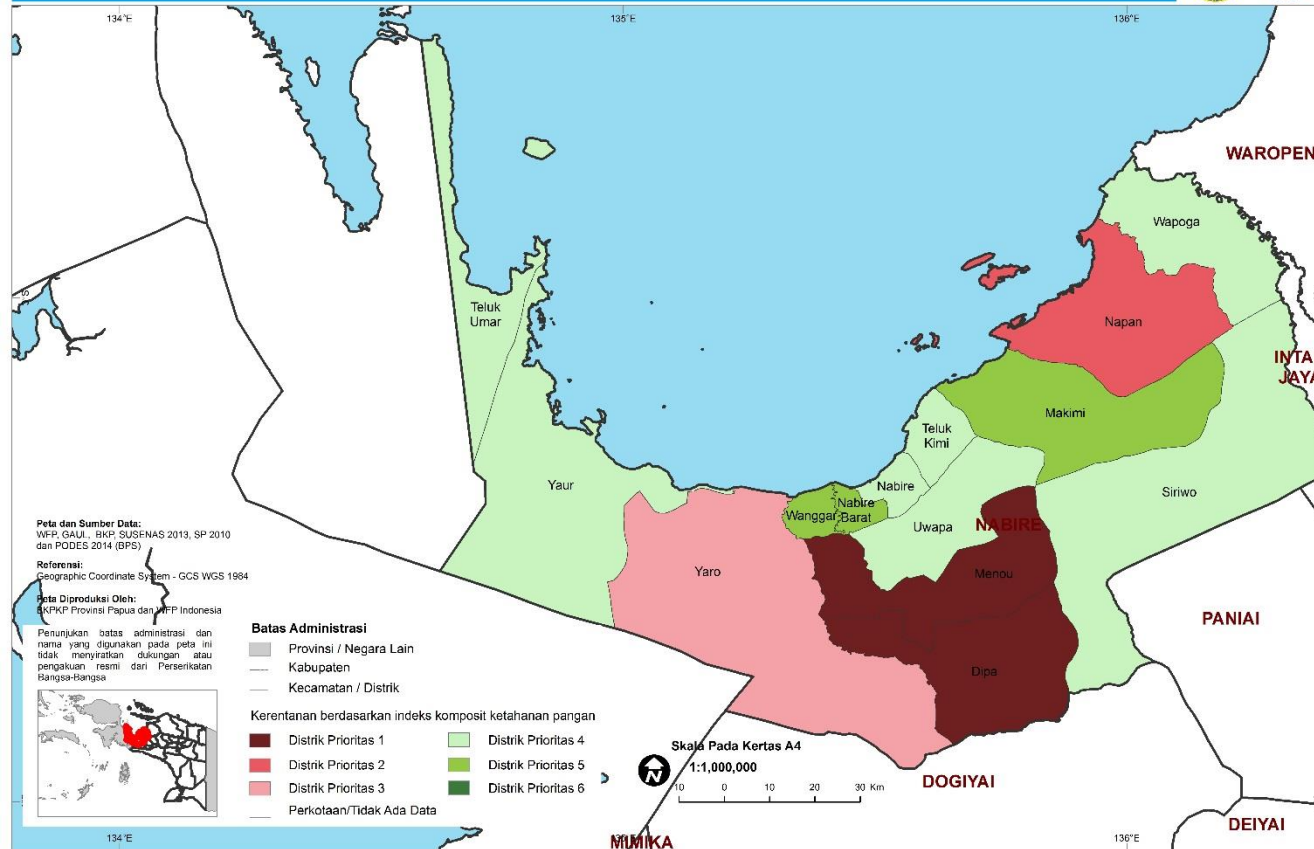 134°E
135°E
136°E
WAROPEN
Wapoga
Teluk
Umar
Napan
INTA
JAYA
Makimi
Teluk
Kimi
Yaur
Nabire
Siriwo
Wanggar
Nabire
Barat
Uwapa
NABIRE
Yaro
Menou
PANIAI
Dipa
DOGIYAI
DEIYAI
MIMIKA
Peta dan Sumber Data:
WFP, GAUL, BKP, SUSENAS 2013, SP 2010
dan PODES 2014 (BPS)
Referensi:
Geographic Coordinate System - GCS WGS 1984
Peta Diproduksi Oleh:
BKPKP Provinsi Papua dan WFP Indonesia
Penunjukan batas administrasi dan
nama yang digunakan pada peta ini
tidak menyiratkan dukungan atau
pengakuan resmi dari Perserikatan
Bangsa-Bangsa
Batas Administrasi
Provinsi / Negara Lain
Kabupaten
Kecamatan / Distrik
Kerentanan berdasarkan indeks komposit ketahanan pangan
Distrik Prioritas 1
Distrik Prioritas 2
Distrik Prioritas 3
Perkotaan/Tidak Ada Data
Distrik Prioritas 4
Distrik Prioritas 5
Distrik Prioritas 6
N
Skala Pada Kertas A4
1:1,000,000
10 0 10 20 30 Km
134°E
136°E